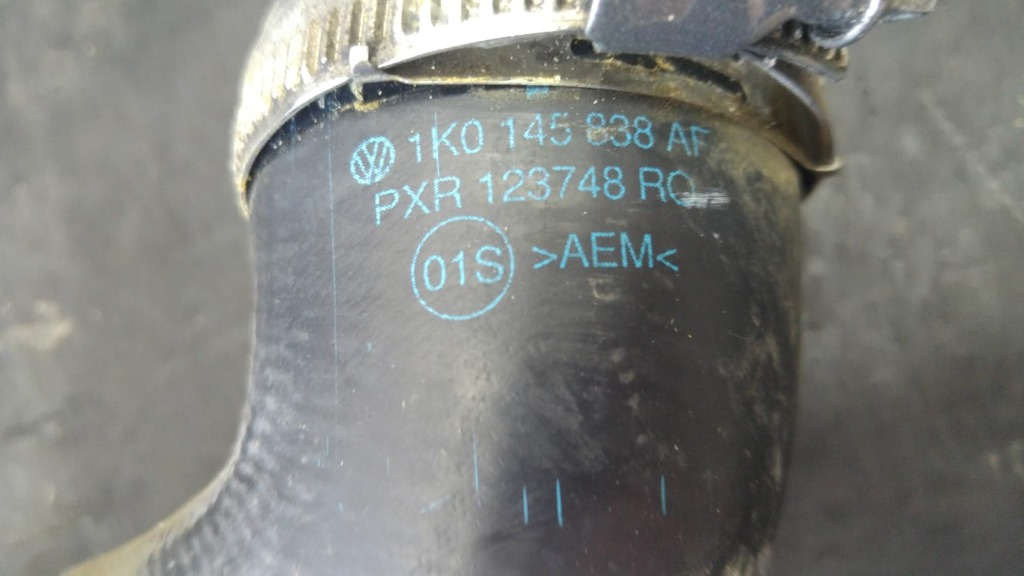 1K0 145 838 AF
PXR 123748 RO
01S >AEM<